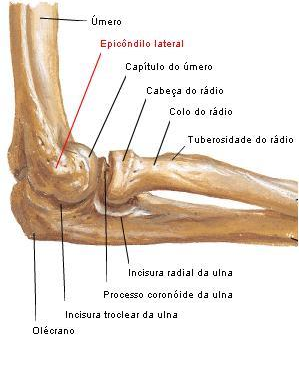 Úmero
Epicôndilo lateral
Capítulo do úmero
Cabeça do rádio
Colo do rádio
Tuberosidade do rádio
Incisura radial da ulna
Processo coronóide da ulna
Incisura troclear da ulna
Olécrano